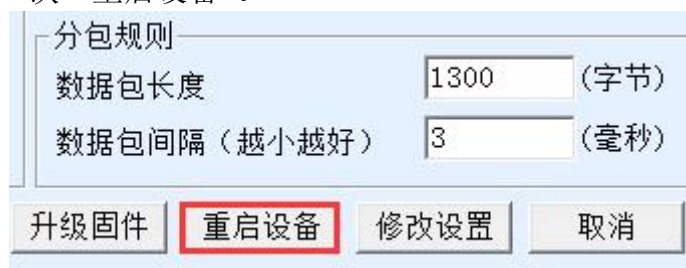 分包规则
数据包长度 1300 (字节)
数据包间隔（越小越好） 3 (毫秒)
升级固件 重启设备 修改设置 取消